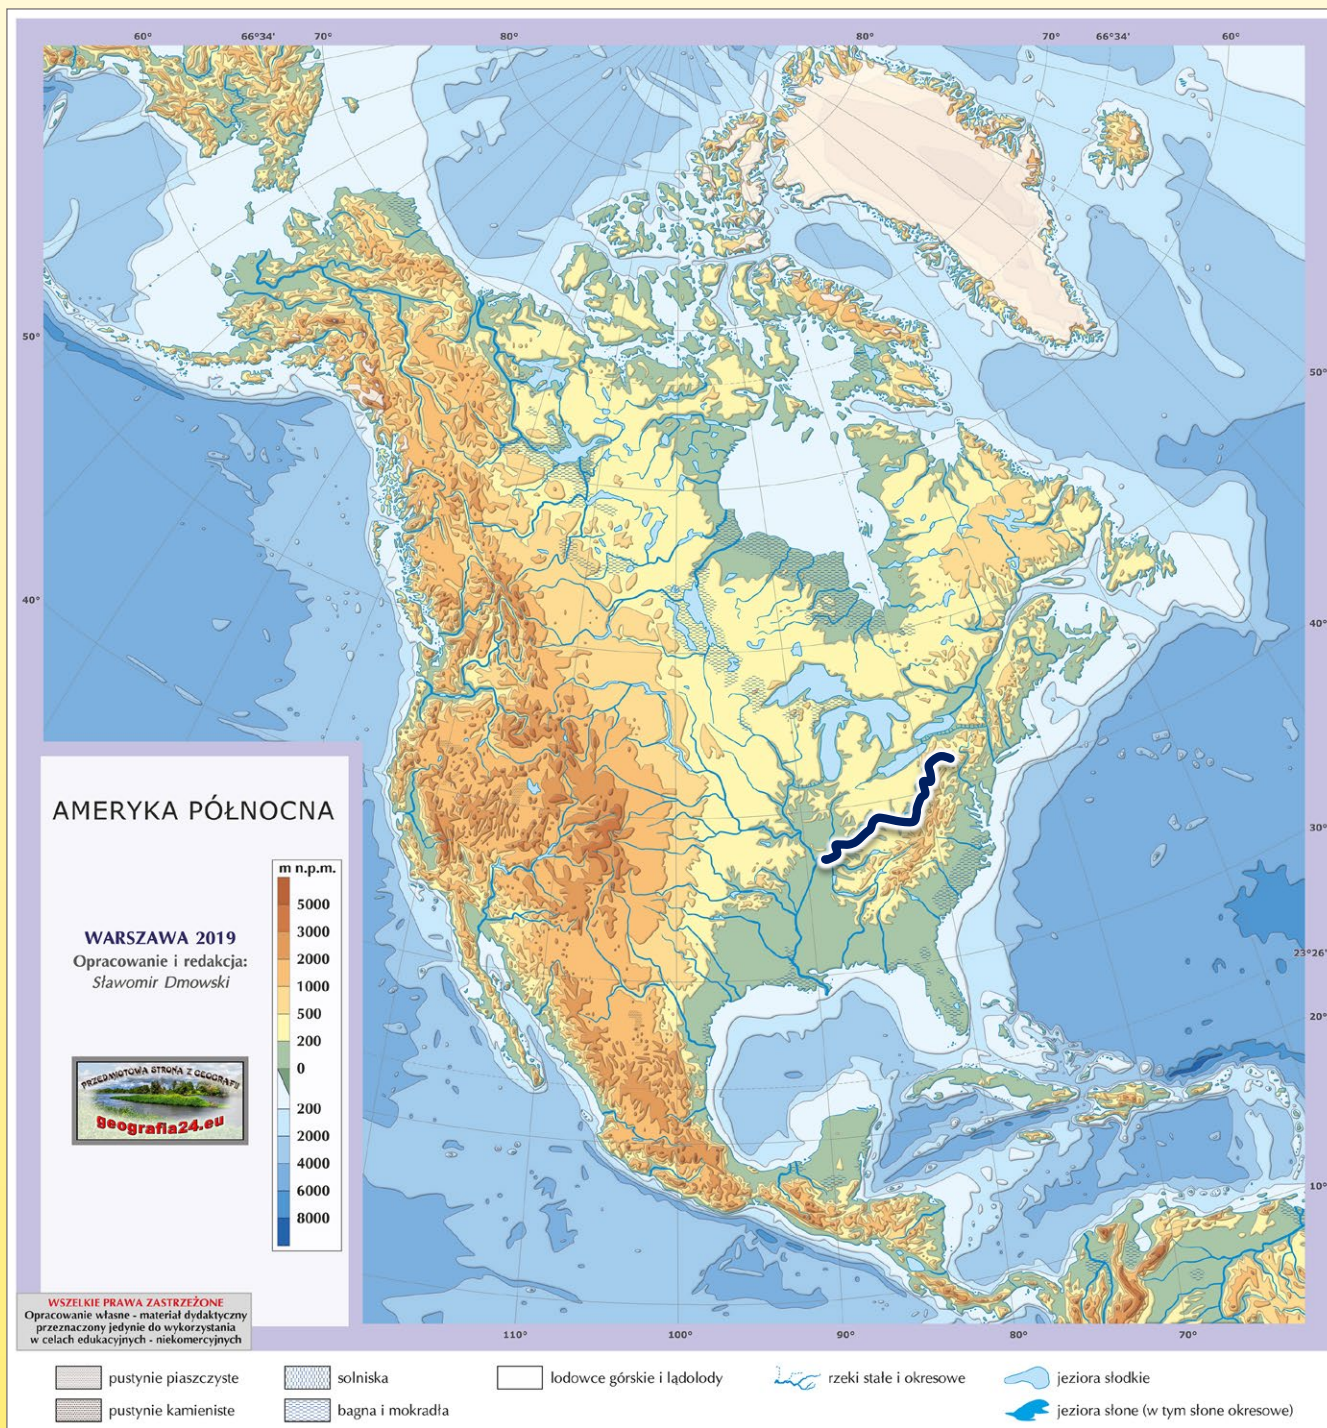 60° 66°34' 70° 80° 80° 70° 66°34' 60°
50°
50°
40°
40°
30°
23°26'
20°
10°
110° 100° 90° 80° 70°
AMERYKA PÓŁNOCNA
WARSZAWA 2019
Opracowanie i redakcja:
Sławomir Dmowski
PRZEDMIOTOWA STRONA Z GEOGRAFII
geografia24.eu
m n.p.m.
5000
3000
2000
1000
500
200
0
200
2000
4000
6000
8000
WSZELKIE PRAWA ZASTRZEŻONE
Opracowanie własne - materiał dydaktyczny
przeznaczony jedynie do wykorzystania
w celach edukacyjnych - niekomercyjnych
pustynie piaszczyste
solniska
lodowce górskie i lądolody
rzeki stałe i okresowe
jeziora słodkie
pustynie kamieniste
bagna i mokradła
jeziora słone (w tym słone okresowe)